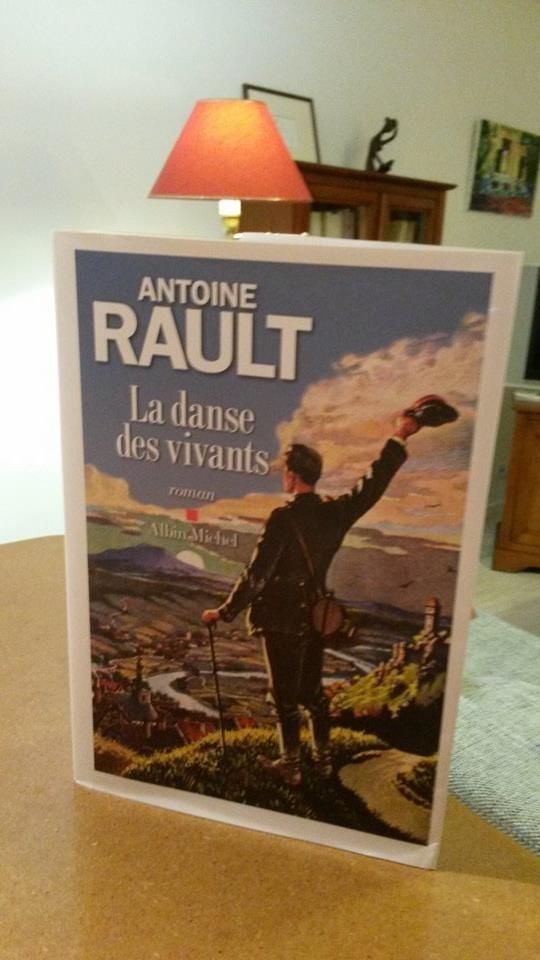 ANTOINE
RAULT
La danse
des vivants
roman
Albin Michel